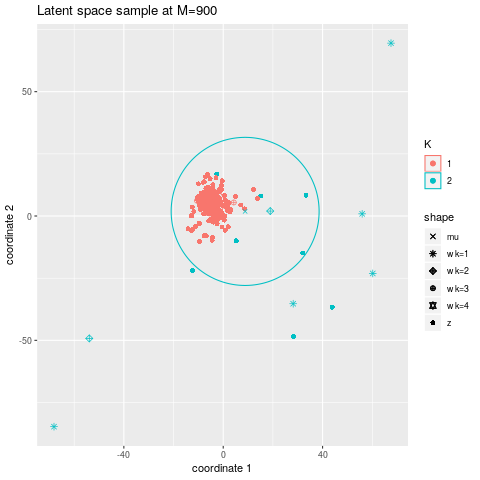 Latent space sample at M=900
50
0
-50
-40
0
40
coordinate 1
coordinate 2
K
1
2
shape
mu
w k=1
w k=2
w k=3
w k=4
z